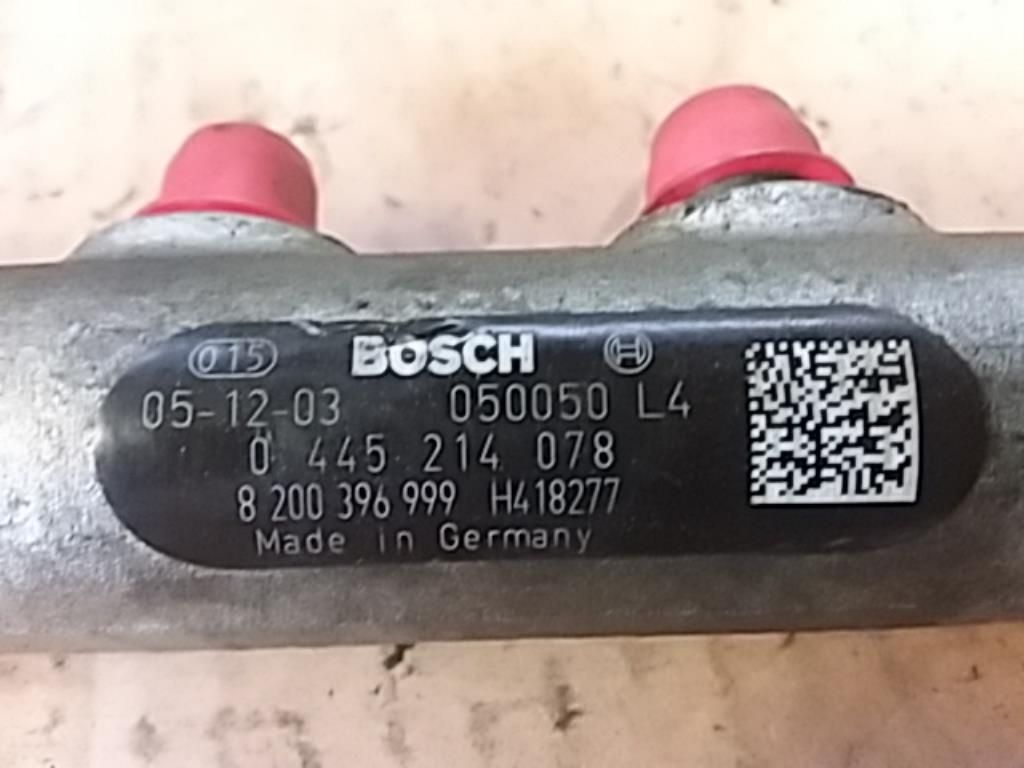 015 BOSCH
05-12-03 050050 L4
0 445 214 078
8 200 396 999 H418277
Made in Germany